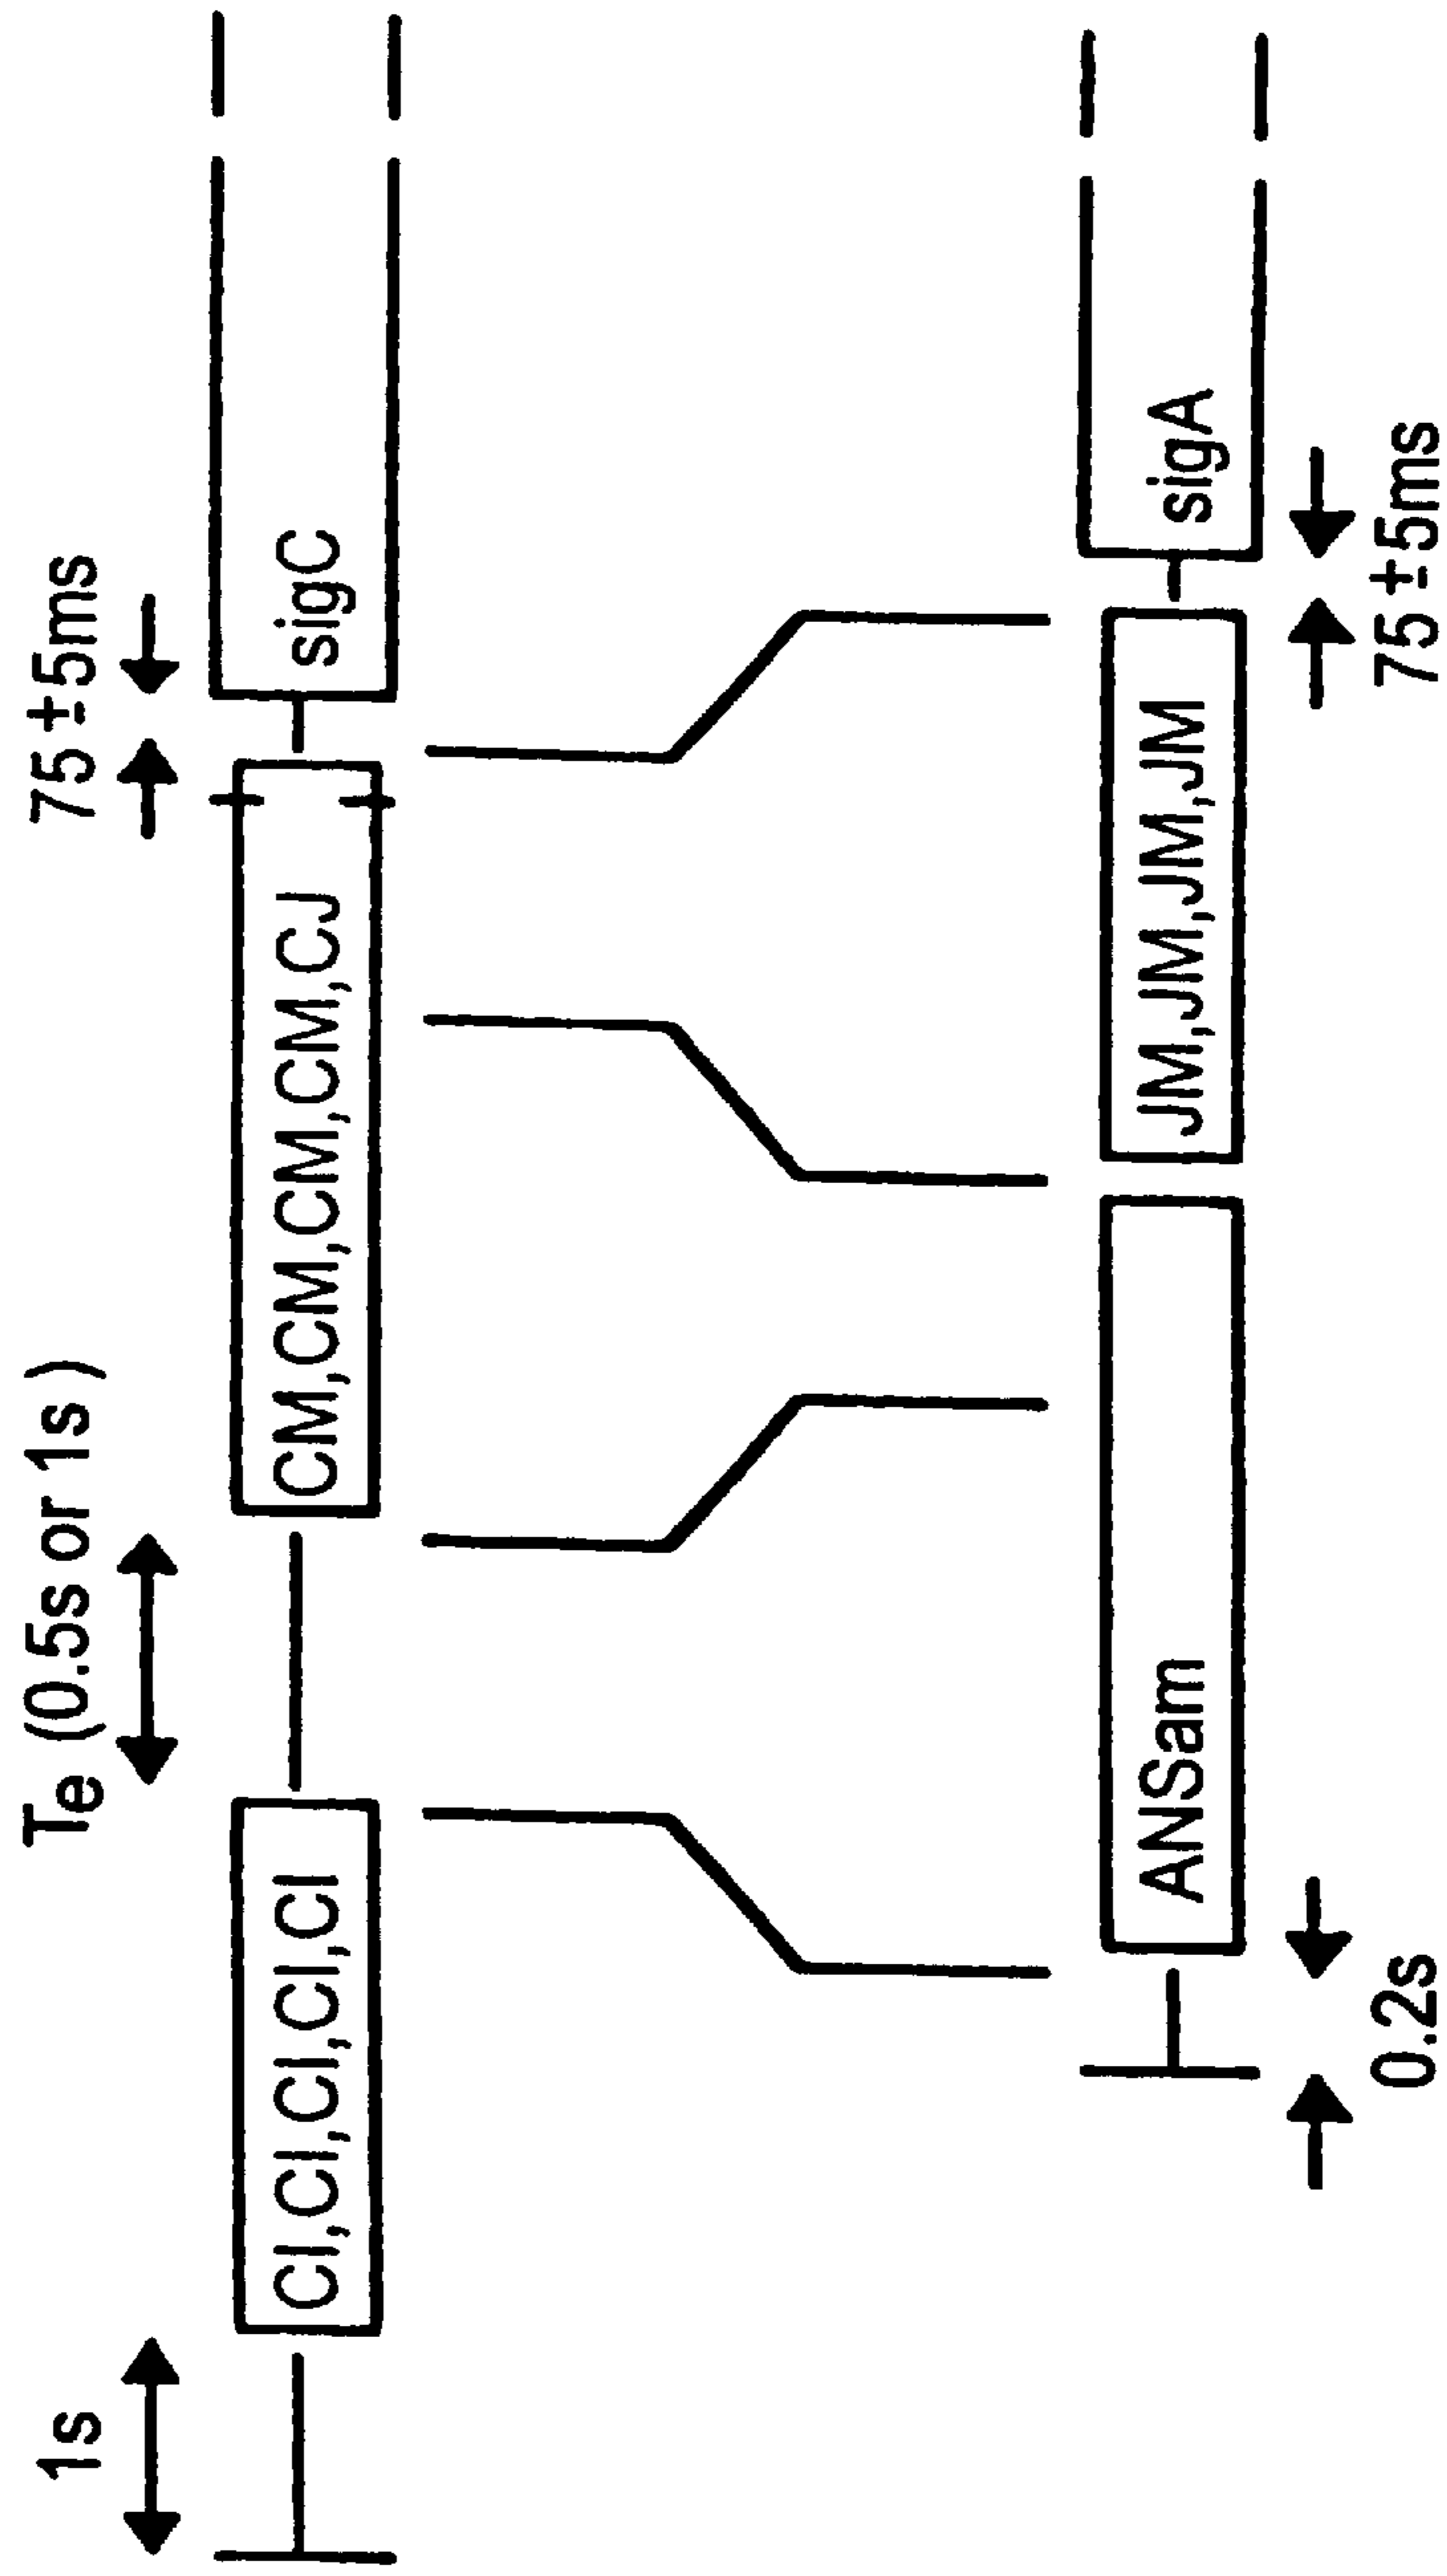 1s
Te (0.5s or 1s)
75±5ms
CI,CI,CI,CI,CI
CM,CM,CM,CM,CJ
sigC
ANSam
JM,JM,JM,JM
sigA
0.2s
75±5ms